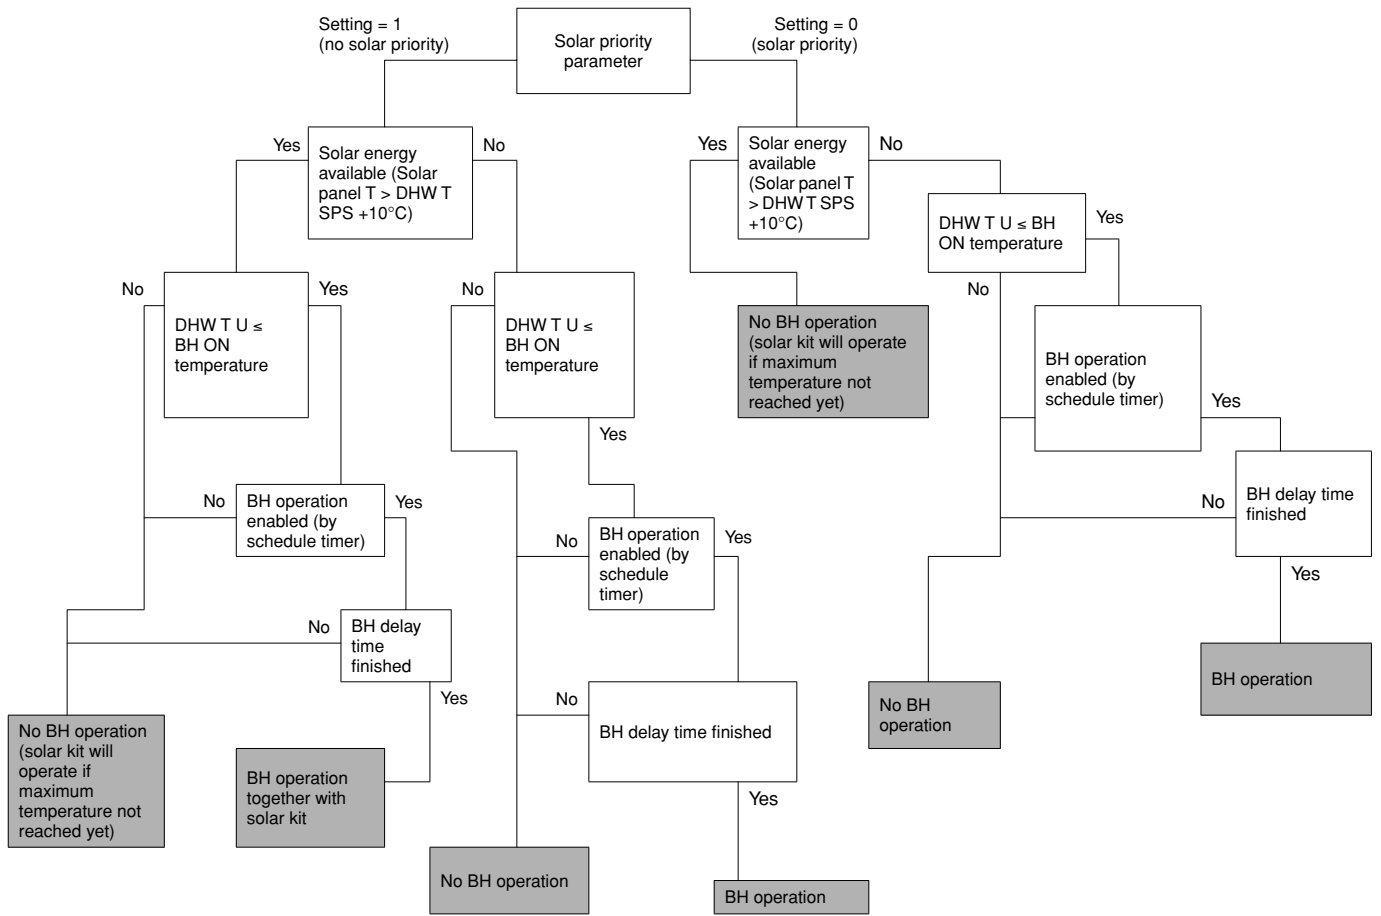 Setting = 1
(no solar priority)
Solar priority
parameter
Setting = 0
(solar priority)
Yes
Solar energy
available (Solar
panel T > DHW T
SPS +10°C)
No
Yes
Solar energy
available
(Solar panel T
> DHW T SPS
+10°C)
No
DHW T U ≤ BH
ON temperature
Yes
No
No
DHW T U ≤
BH ON
temperature
Yes
No
DHW T U ≤
BH ON
temperature
Yes
No BH operation
(solar kit will operate
if maximum
temperature not
reached yet)
BH operation
enabled (by
schedule timer)
Yes
No
BH delay time
finished
Yes
No
BH operation
enabled (by
schedule timer)
Yes
No
BH operation
enabled (by
schedule
timer)
Yes
No
BH delay
time
finished
Yes
No
BH delay time finished
Yes
No BH
operation
BH operation
No BH operation
(solar kit will
operate if
maximum
temperature not
reached yet)
BH operation
together with
solar kit
No BH operation
BH operation